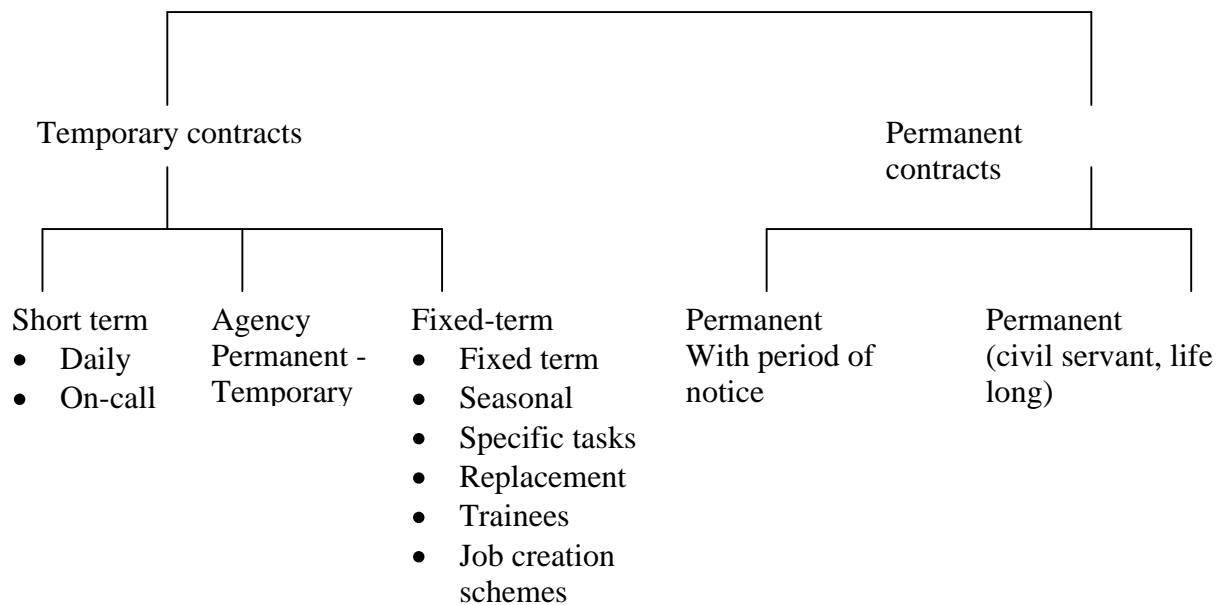 Temporary contracts
Permanent
contracts
Short term
• Daily
• On-call
Agency
Permanent -
Temporary
Fixed-term
• Fixed term
• Seasonal
• Specific tasks
• Replacement
• Trainees
• Job creation
schemes
Permanent
With period of
notice
Permanent
(civil servant, life
long)